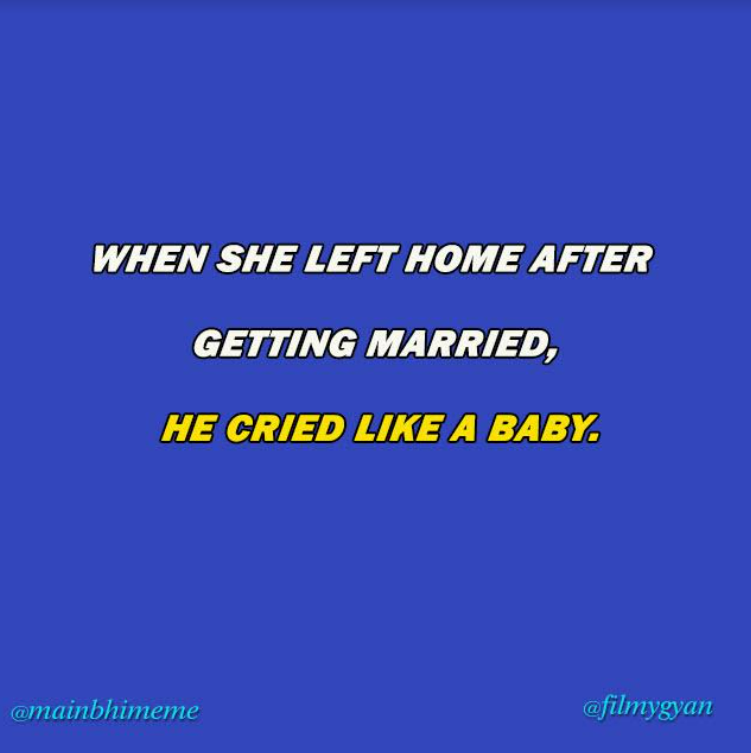 WHEN SHE LEFT HOME AFTER
GETTING MARRIED,
HE CRIED LIKE A BABY.
@mainbhimeme
@filmygyan